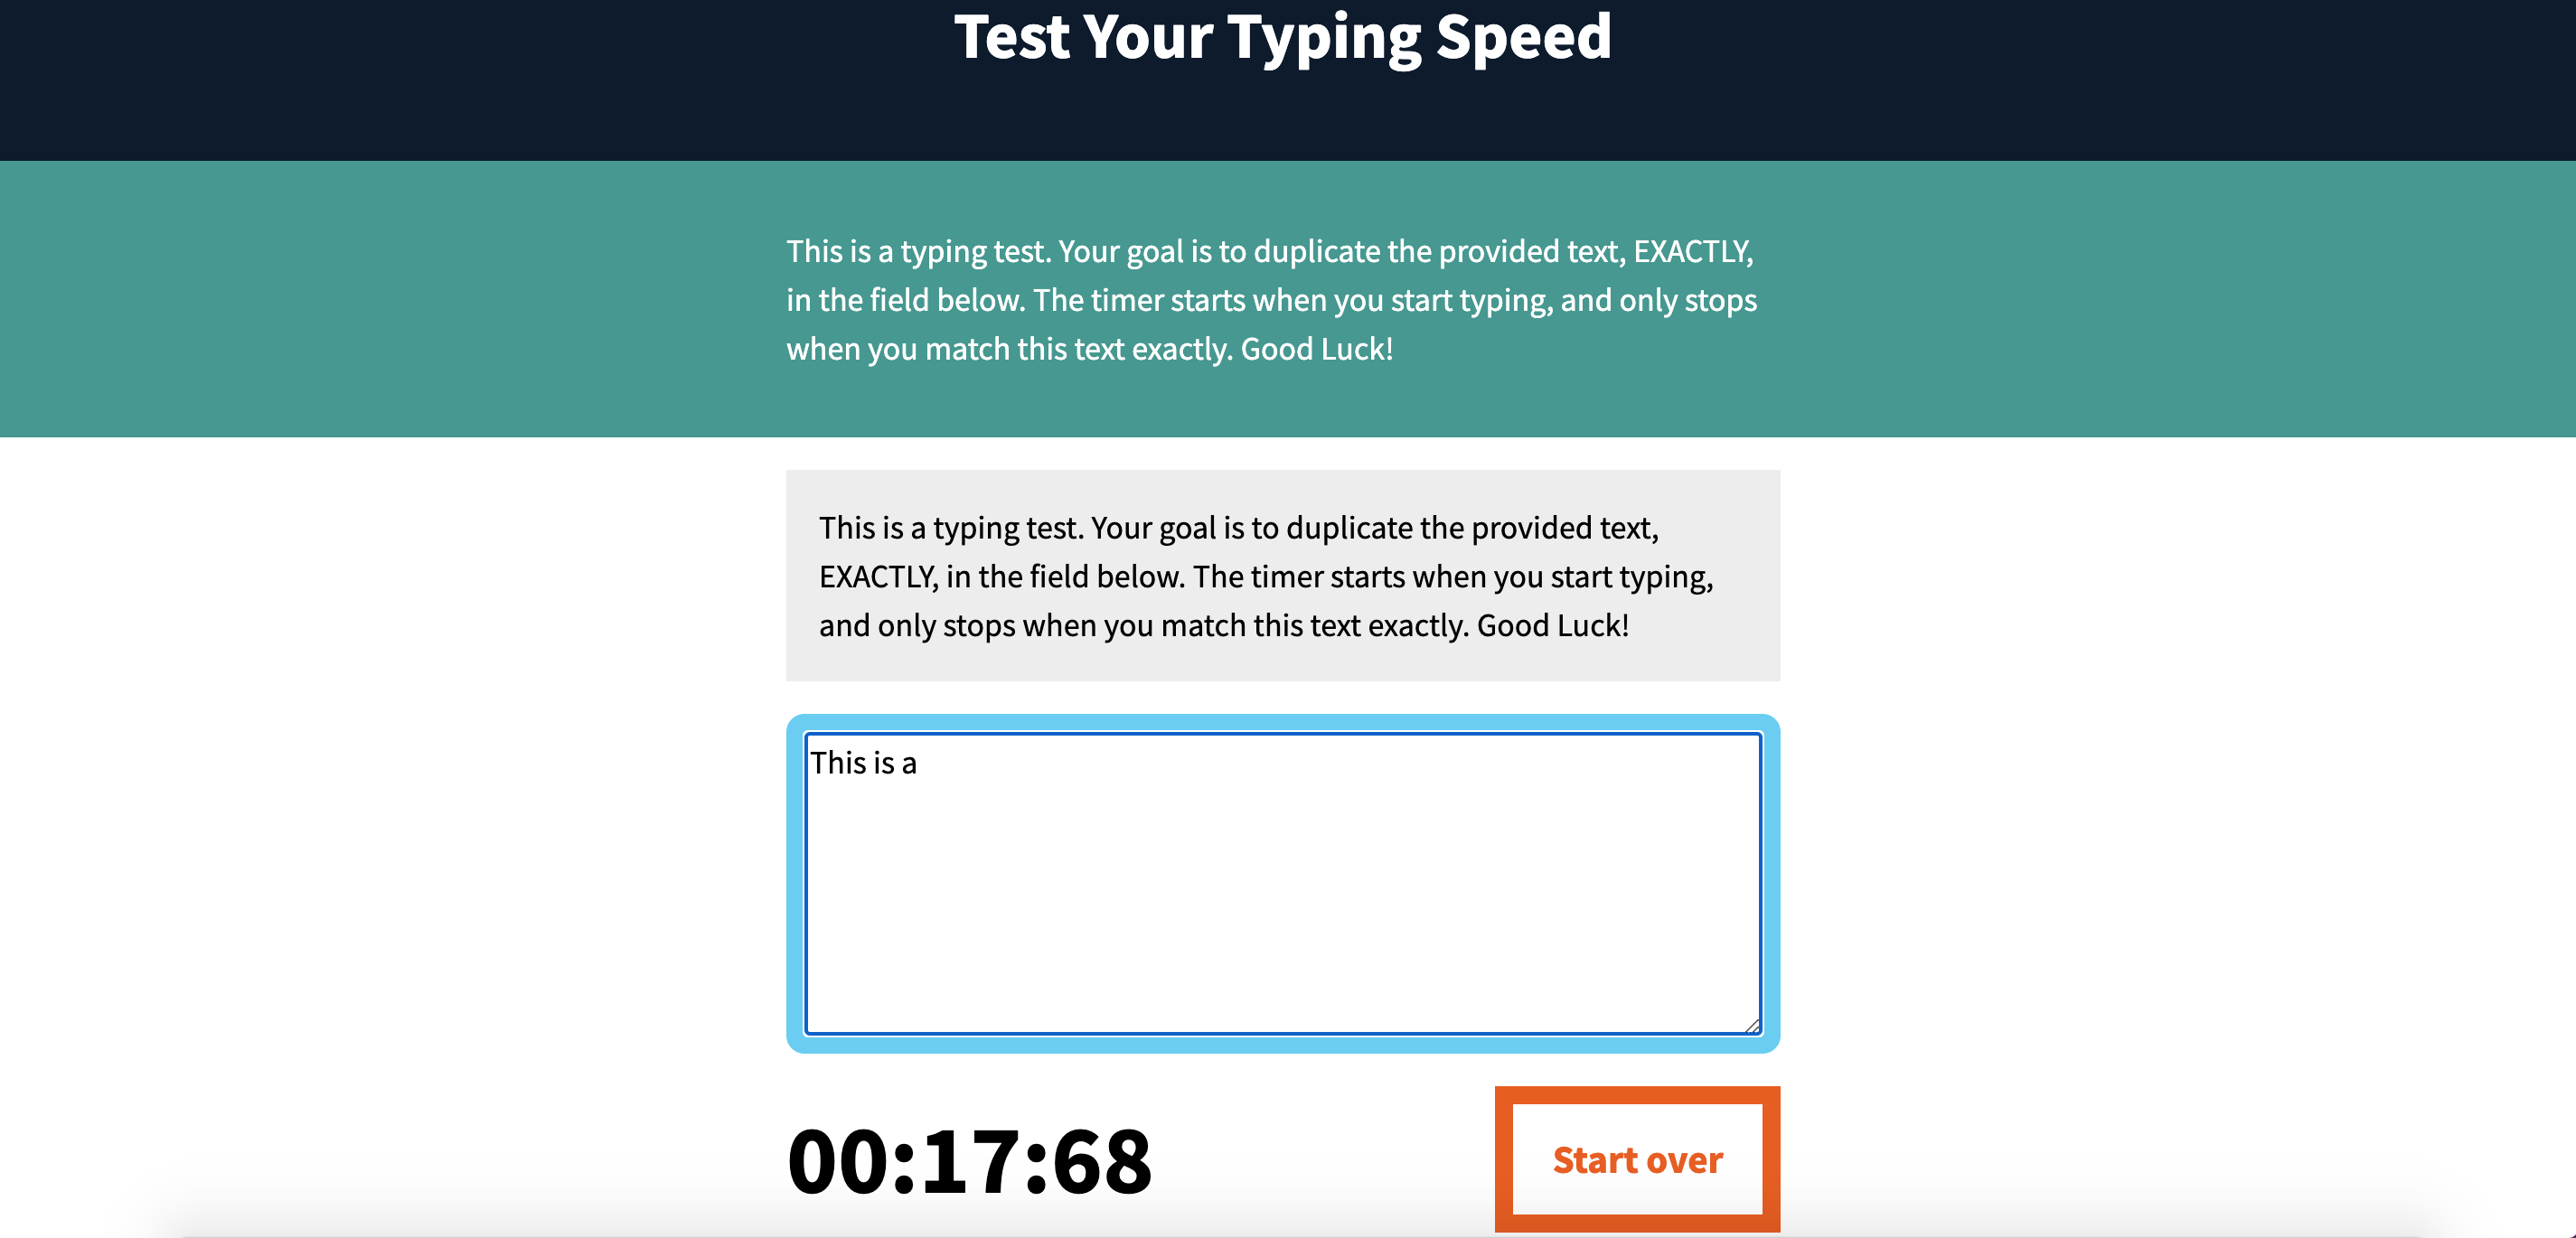 Test Your Typing Speed
This is a typing test. Your goal is to duplicate the provided text, EXACTLY,
in the field below. The timer starts when you start typing, and only stops
when you match this text exactly. Good Luck!
This is a typing test. Your goal is to duplicate the provided text,
EXACTLY, in the field below. The timer starts when you start typing,
and only stops when you match this text exactly. Good Luck!
This is a
00:17:68
Start over